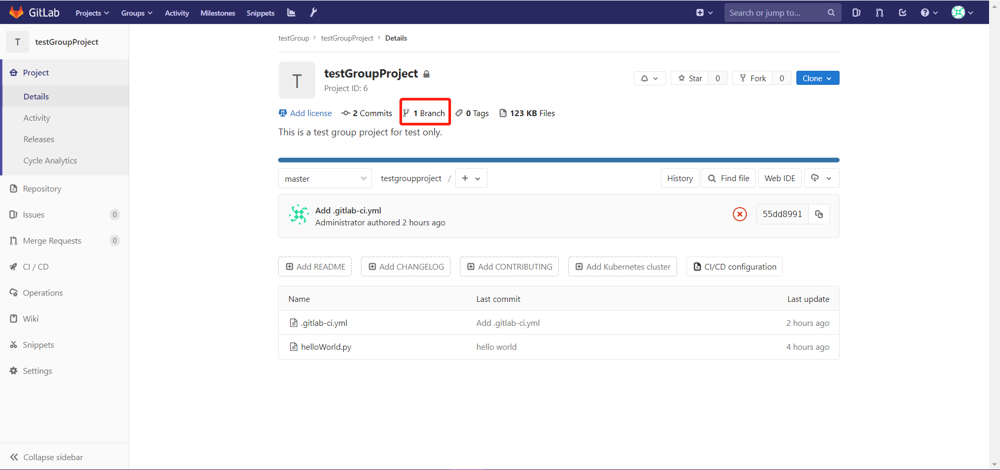 GitLab Projects Groups Activity Milestones Snippets Search or jump to...
T testGroupProject
Project
Details
Activity
Releases
Cycle Analytics
Repository
Issues 0
Merge Requests 0
CI / CD
Operations
Wiki
Snippets
Settings
Collapse sidebar
testGroup > testGroupProject > Details
T
testGroupProject
Project ID: 6
Star 0 Fork 0 Clone
Add license 2 Commits 1 Branch 0 Tags 123 KB Files
This is a test group project for test only.
master testgroupproject / + History Find file Web IDE
Add .gitlab-ci.yml
Administrator authored 2 hours ago
55dd8991
Add README Add CHANGELOG Add CONTRIBUTING Add Kubernetes cluster CI/CD configuration
Name Last commit Last update
.gitlab-ci.yml Add .gitlab-ci.yml 2 hours ago
helloWorld.py hello world 4 hours ago